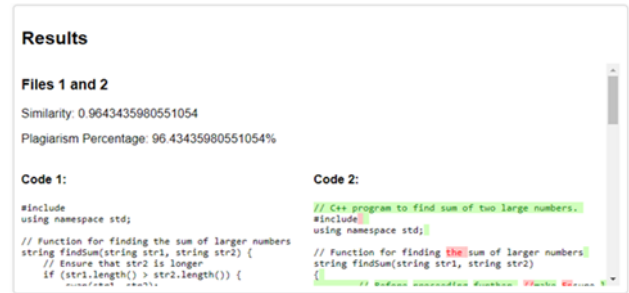 Results
Files 1 and 2
Similarity: 0.9643435980551054
Plagiarism Percentage: 96.43435980551054%
Code 1:
#include
using namespace std;
// Function for finding the sum of larger numbers
string findSum(string str1, string str2) {
// Ensure that str2 is longer
if (str1.length() > str2.length()) {
Code 2:
// C++ program to find sum of two large numbers.
#include
using namespace std;
// Function for finding the sum of larger numbers
string findSum(string str1, string str2)
{
// Before proceeding further,